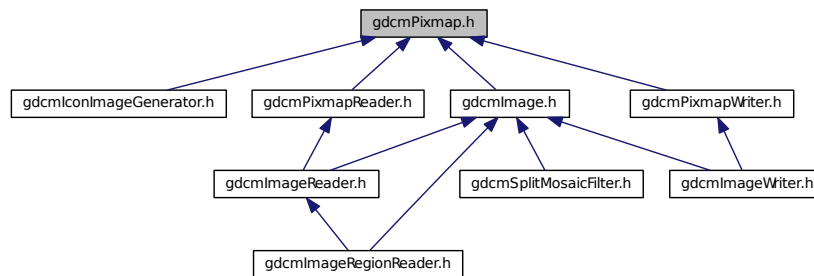 gdcmPixmap.h
gdcmIconImageGenerator.h
gdcmPixmapReader.h
gdcmImage.h
gdcmPixmapWriter.h
gdcmImageReader.h
gdcmSplitMosaicFilter.h
gdcmImageWriter.h
gdcmImageRegionReader.h